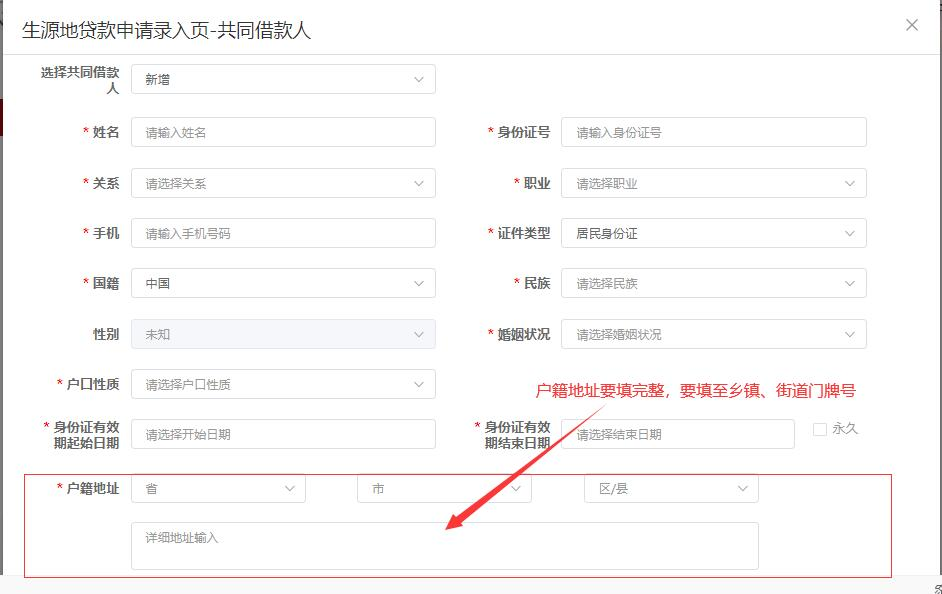 生源地贷款申请录入页-共同借款人
选择共同借款
人
新增
* 姓名
请输入姓名
* 身份证号
请输入身份证号
* 关系
请选择关系
* 职业
请选择职业
* 手机
请输入手机号码
* 证件类型
居民身份证
* 国籍
中国
* 民族
请选择民族
性别
未知
* 婚姻状况
请选择婚姻状况
* 户口性质
请选择户口性质
户籍地址要填完整，要填至乡镇、街道门牌号
* 身份证有效
期起始日期
请选择开始日期
* 身份证有效
期结束日期
请选择结束日期
永久
* 户籍地址
省
市
区/县
详细地址输入